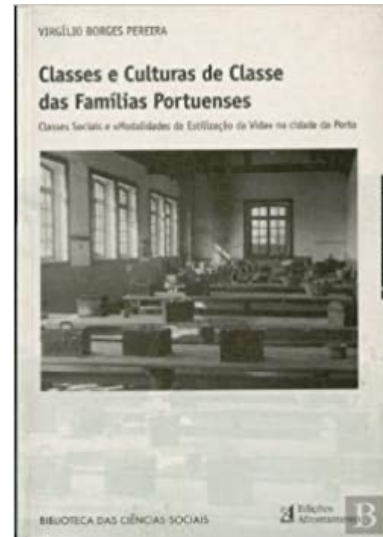 VIRGÍLIO BORGES PEREIRA
Classes e Culturas de Classe
das Famílias Portuenses
Classes Sociais e «Modalidades de Estilização da Vida» na cidade do Porto
BIBLIOTECA DAS CIÊNCIAS SOCIAIS
Edições
Afrontamento
B